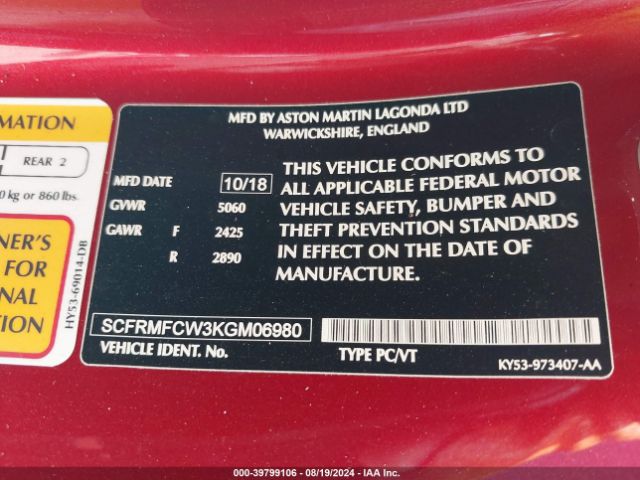 MATION
REAR 2
0 kg or 860 lbs.
NER'S
FOR
NAL
ON
HY53-69014-DB
MFD BY ASTON MARTIN LAGONDA LTD
WARWICKSHIRE, ENGLAND
MFD DATE 10/18
GVWR 5060
GAWR F 2425
R 2890
THIS VEHICLE CONFORMS TO
ALL APPLICABLE FEDERAL MOTOR
VEHICLE SAFETY, BUMPER AND
THEFT PREVENTION STANDARDS
IN EFFECT ON THE DATE OF
MANUFACTURE.
SCFRMFCW3KGM06980
VEHICLE IDENT. No.
TYPE PC/VT
KY53-973407-AA
000-39799106 - 08/19/2024 - IAA Inc.